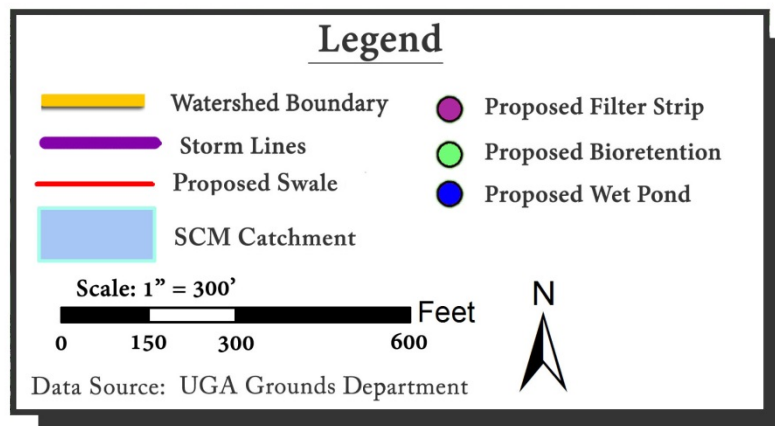 Legend
Watershed Boundary
Storm Lines
Proposed Swale
SCM Catchment
Proposed Filter Strip
Proposed Bioretention
Proposed Wet Pond
Scale: 1” = 300’
Feet
0 150 300 600
N
Data Source: UGA Grounds Department